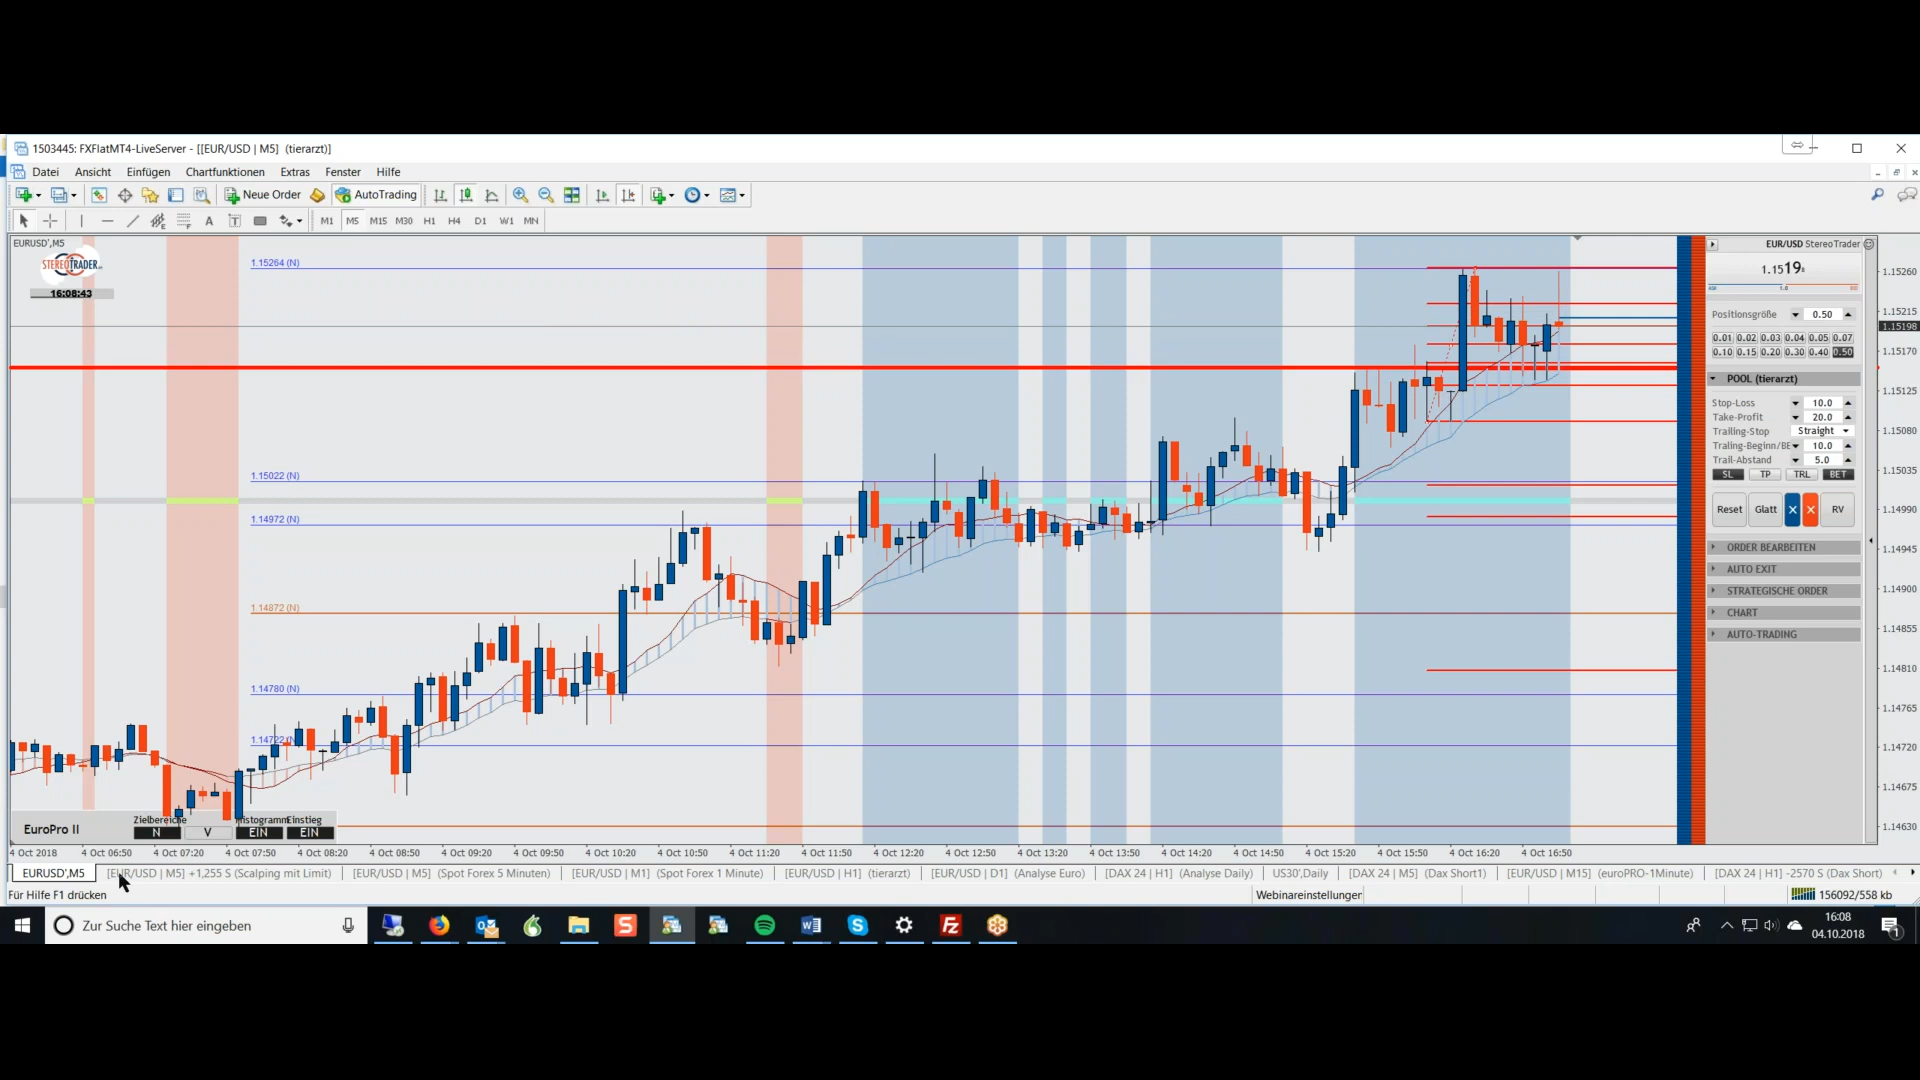 1503445: FXFlatMT4-LiveServer - [[EUR/USD | M5] (tierarzt)]
Datei Ansicht Einfügen Chartfunktionen Extras Fenster Hilfe
Neue Order AutoTrading
M1 M5 M15 M30 H1 H4 D1 W1 MN
EURUSD',M5
STEREOTRADER
16:08:43
1.15264 (N)
1.15022 (N)
1.14972 (N)
1.14872 (N)
1.14780 (N)
1.14722(N)
EUR/USD StereoTrader
1.1519
Positionsgröße 0.50
0.01 0.02 0.03 0.04 0.05 0.07
0.10 0.15 0.20 0.30 0.40 0.50
POOL (tierarzt)
Stop-Loss 10.0
Take-Profit 20.0
Trailing-Stop Straight
Traling-Beginn/BE 10.0
Trail-Abstand 5.0
SL TP TRL BET
Reset Glatt X X RV
ORDER BEARBEITEN
AUTO EXIT
STRATEGISCHE ORDER
CHART
AUTO-TRADING
1.15260
1.15215
1.15198
1.15170
1.15125
1.15080
1.15035
1.14990
1.14945
1.14900
1.14855
1.14810
1.14765
1.14720
1.14675
1.14630
EuroPro II
Zielbereiche Histogramm Einstieg
N V EIN EIN
4 Oct 2018 4 Oct 06:50 4 Oct 07:20 4 Oct 07:50 4 Oct 08:20 4 Oct 08:50 4 Oct 09:20 4 Oct 09:50 4 Oct 10:20 4 Oct 10:50 4 Oct 11:20 4 Oct 11:50 4 Oct 12:20 4 Oct 12:50 4 Oct 13:20 4 Oct 13:50 4 Oct 14:20 4 Oct 14:50 4 Oct 15:20 4 Oct 15:50 4 Oct 16:20 4 Oct 16:50
EURUSD',M5 [EUR/USD | M5] +1,255 S (Scalping mit Limit) [EUR/USD | M5] (Spot Forex 5 Minuten) [EUR/USD | M1] (Spot Forex 1 Minute) [EUR/USD | H1] (tierarzt) [EUR/USD | D1] (Analyse Euro) [DAX 24 | H1] (Analyse Daily) US30',Daily [DAX 24 | M5] (Dax Short1) [EUR/USD | M15] (euroPRO-1Minute) [DAX 24 | H1] -2570 S (Dax Short)
Für Hilfe F1 drücken Webinareinstellungen 156092/558 kb
Zur Suche Text hier eingeben
16:08
04.10.2018